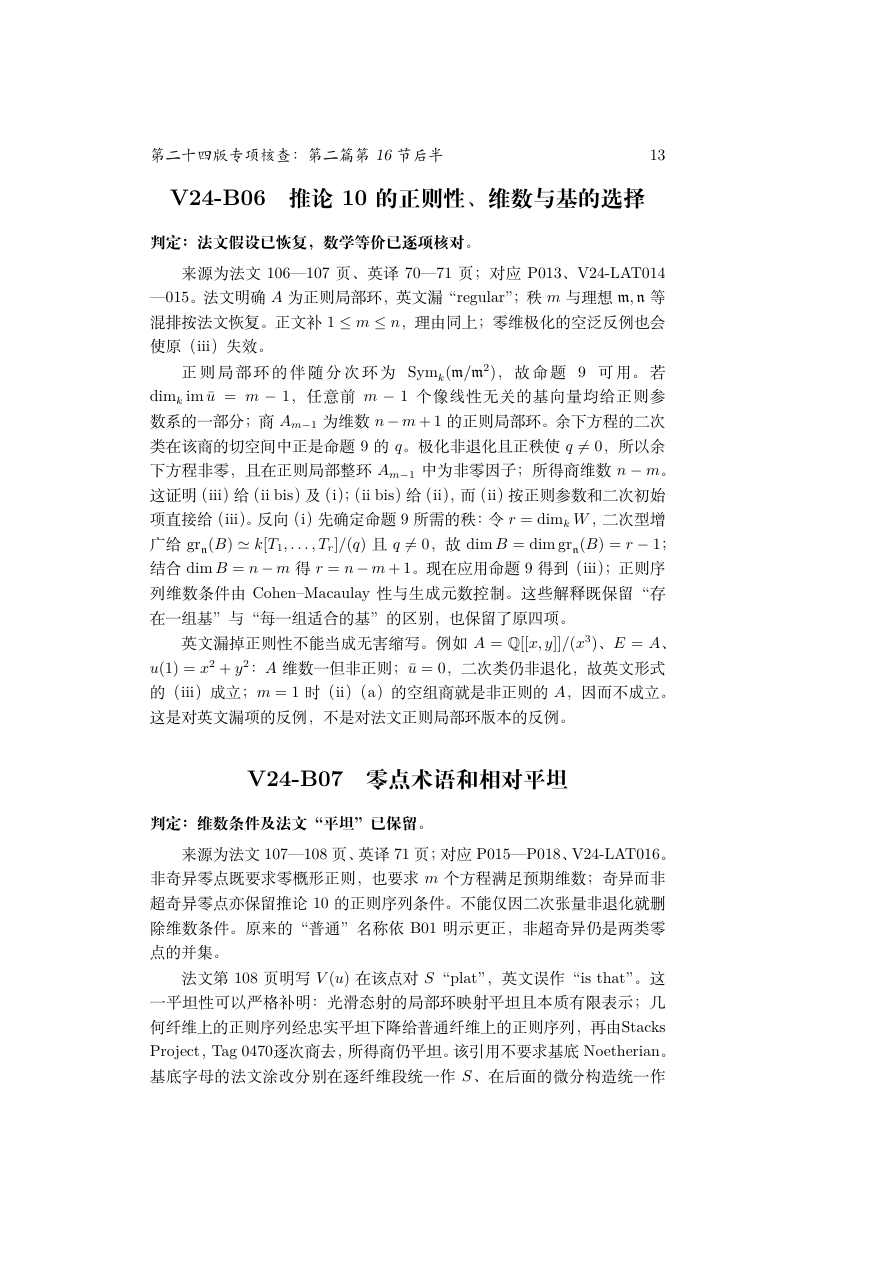 第二十四版专项核查：第二篇第 16 节后半 13
V24-B06 推论 10 的正则性、维数与基的选择
判定：法文假设已恢复，数学等价已逐项核对。
来源为法文 106—107 页、英译 70—71 页；对应 P013、V24-LAT014
—015。法文明确 A 为正则局部环，英文漏 “regular”；秩 m 与理想 𝔪, 𝔫 等
混排按法文恢复。正文补 1 ≤ m ≤ n，理由同上；零维极化的空泛反例也会
使原（iii）失效。
正则局部环的伴随分次环为 Symₖ(𝔪/𝔪²)，故命题 9 可用。若
dimₖ im ū = m − 1，任意前 m − 1 个像线性无关的基向量均给正则参
数系的一部分；商 Aₘ₋₁ 为维数 n − m + 1 的正则局部环。余下方程的二次
类在该商的切空间中正是命题 9 的 q。极化非退化且正秩使 q ≠ 0，所以余
下方程非零，且在正则局部整环 Aₘ₋₁ 中为非零因子；所得商维数 n − m。
这证明 (iii) 给 (ii bis) 及 (i)；(ii bis) 给 (ii)，而 (ii) 按正则参数和二次初始
项直接给 (iii)。反向 (i) 先确定命题 9 所需的秩：令 r = dimₖ W，二次型增
广给 gr𝔫(B) ≃ k[T₁, . . . , Tᵣ]/(q) 且 q ≠ 0，故 dim B = dim gr𝔫(B) = r − 1；
结合 dim B = n − m 得 r = n − m + 1。现在应用命题 9 得到 (iii)；正则序
列维数条件由 Cohen–Macaulay 性与生成元数控制。这些解释既保留 “存
在一组基” 与 “每一组适合的基” 的区别，也保留了原四项。
英文漏掉正则性不能当成无害缩写。例如 A = ℚ[[x, y]]/(x³)、E = A、
u(1) = x² + y²：A 维数一但非正则；ū = 0，二次类仍非退化，故英文形式
的（iii）成立；m = 1 时（ii）（a）的空组商就是非正则的 A，因而不成立。
这是对英文漏项的反例，不是对法文正则局部环版本的反例。
V24-B07 零点术语和相对平坦
判定：维数条件及法文 “平坦” 已保留。
来源为法文 107—108 页、英译 71 页；对应 P015—P018、V24-LAT016。
非奇异零点既要求零概形正则，也要求 m 个方程满足预期维数；奇异而非
超奇异零点亦保留推论 10 的正则序列条件。不能仅因二次张量非退化就删
除维数条件。原来的 “普通” 名称依 B01 明示更正，非超奇异仍是两类零
点的并集。
法文第 108 页明写 V(u) 在该点对 S “plat”，英文误作 “is that”。这
一平坦性可以严格补明：光滑态射的局部环映射平坦且本质有限表示；几
何纤维上的正则序列经忠实平坦下降给普通纤维上的正则序列，再由Stacks
Project，Tag 0470逐次商去，所得商仍平坦。该引用不要求基底 Noetherian。
基底字母的法文涂改分别在逐纤维段统一作 S、在后面的微分构造统一作